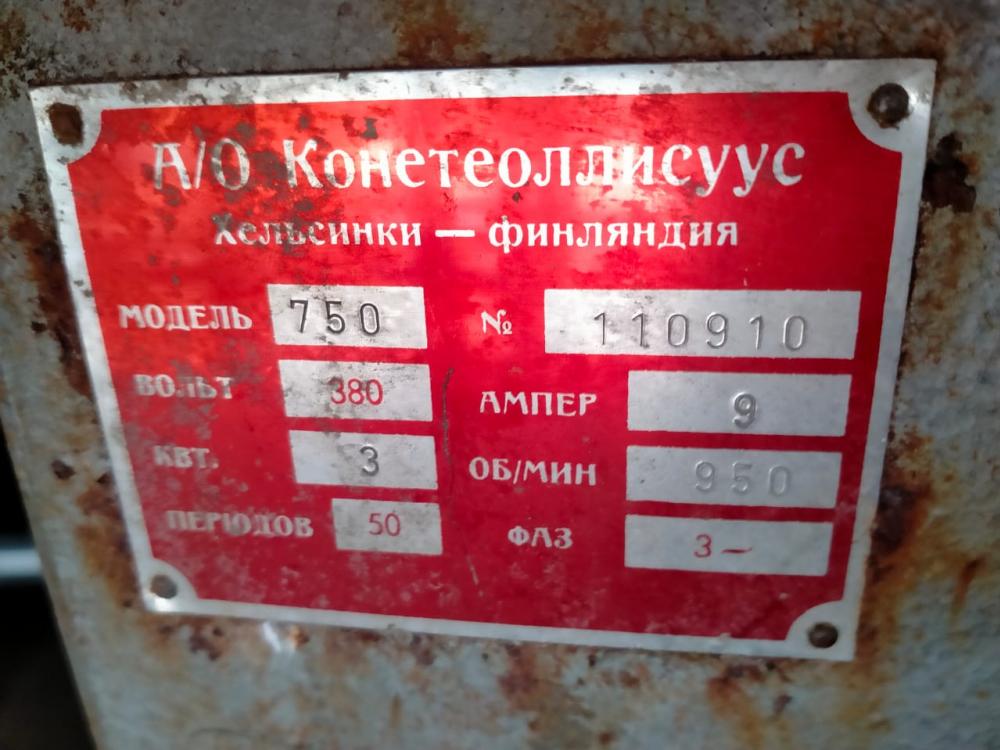 А/О Конетеоллисуус
Хельсинки — финляндия
МОДЕЛЬ 750 № 110910
ВОЛЬТ 380 АМПЕР 9
КВТ. 3 ОБ/МИН 950
ПЕРИОДОВ 50 ФАЗ 3~